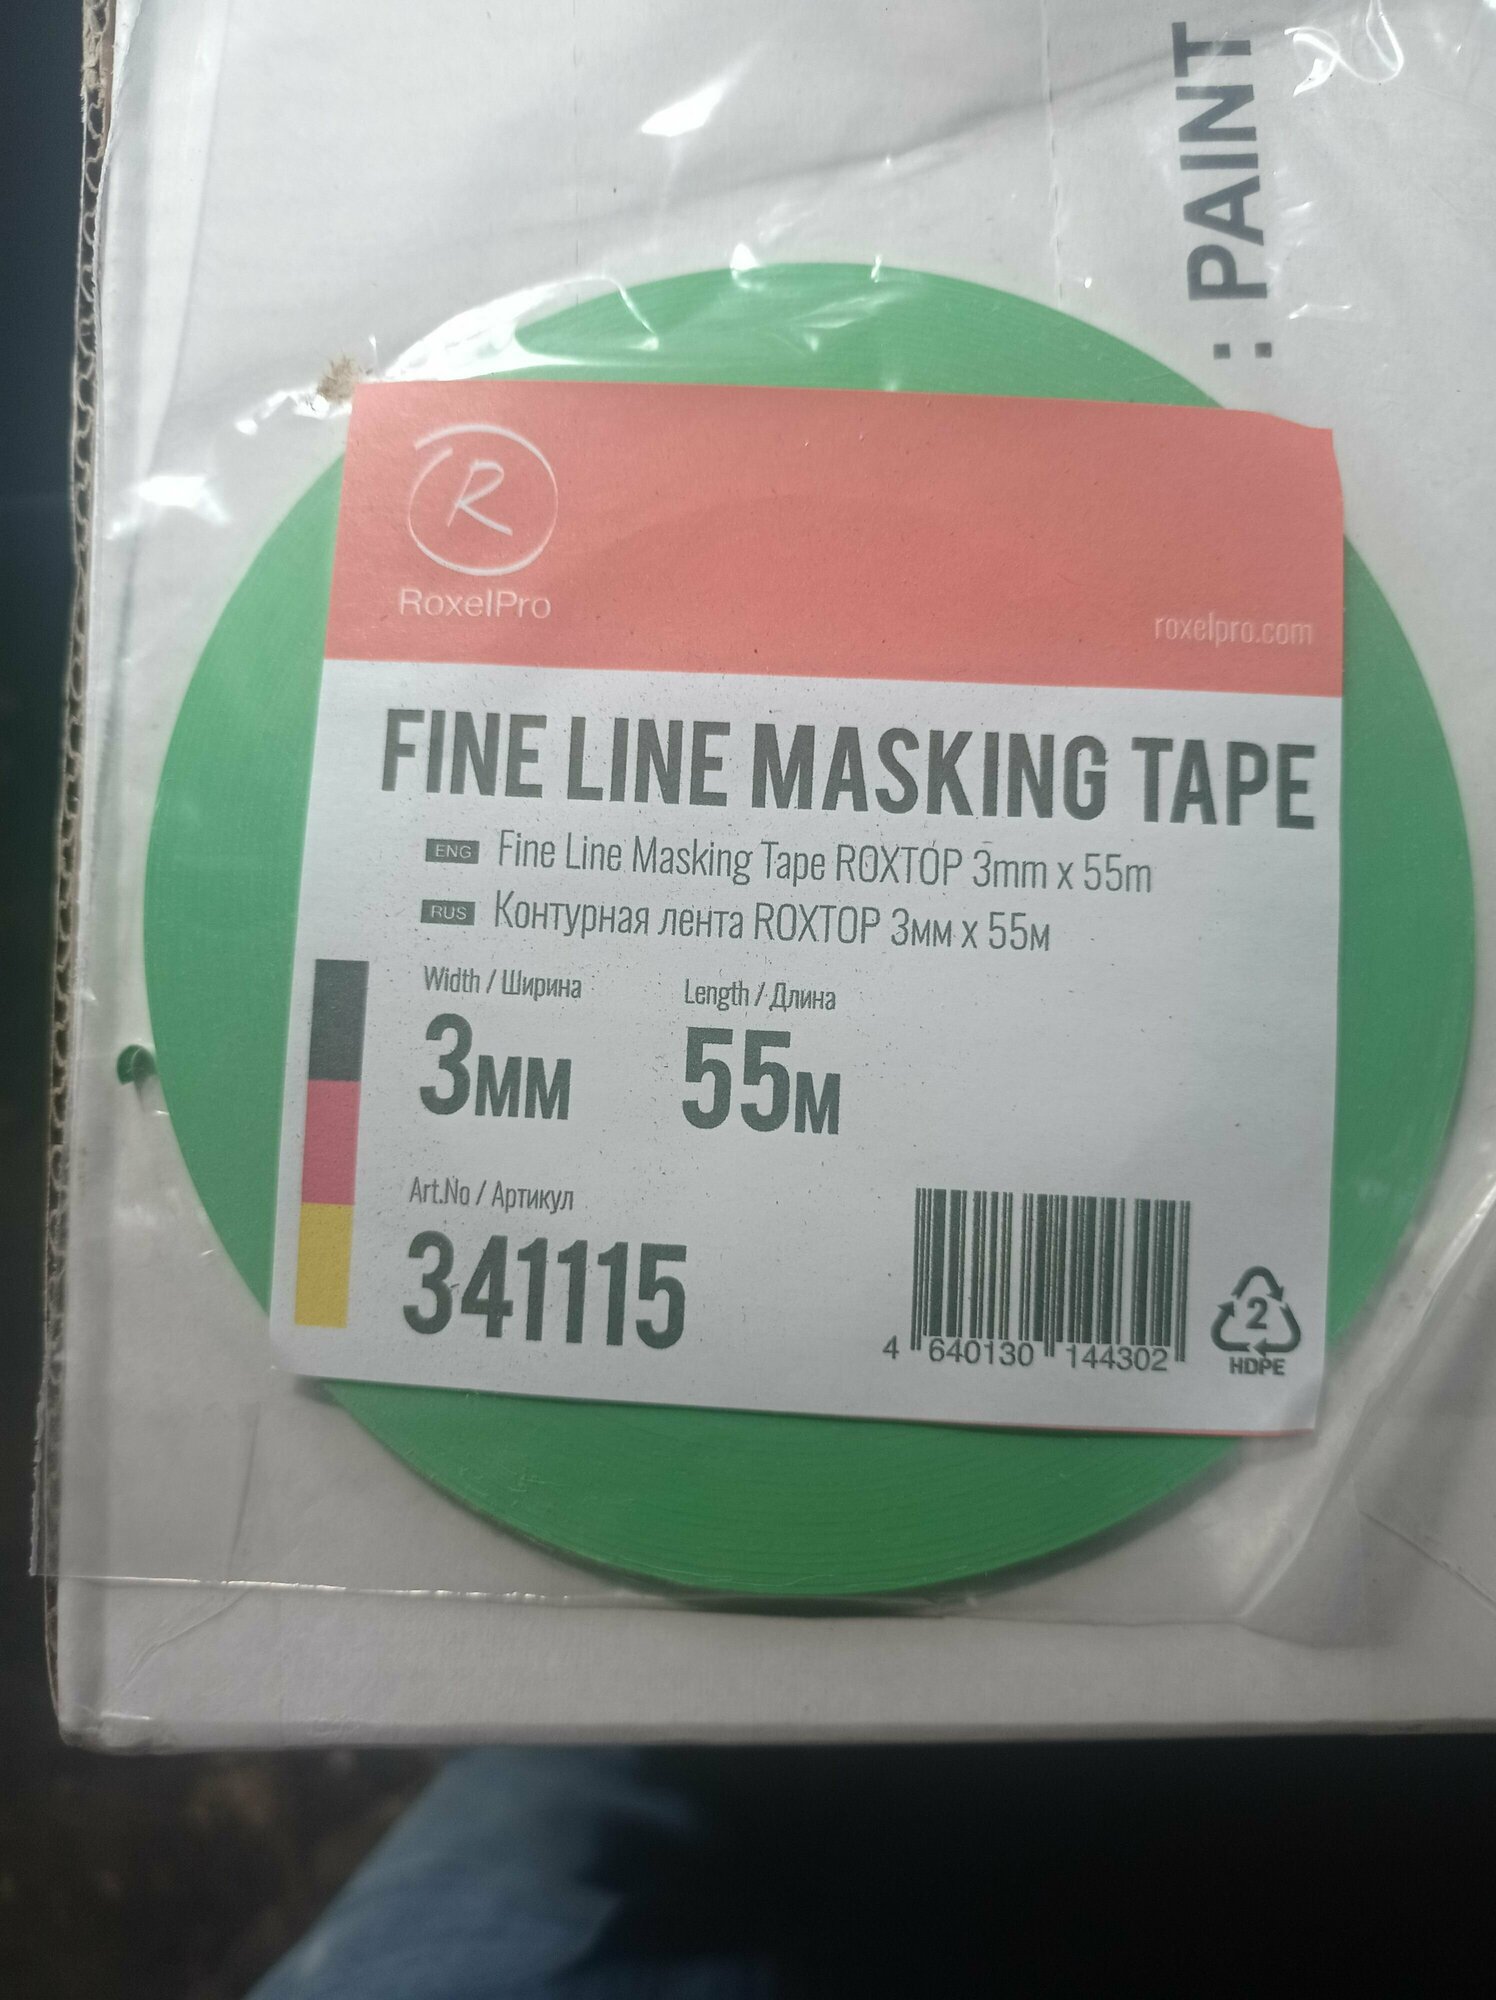 : PAINT
R
RoxelPro
roxelpro.com
FINE LINE MASKING TAPE
ENG Fine Line Masking Tape ROXTOP 3mm x 55m
RUS Контурная лента ROXTOP 3мм x 55м
Width / Ширина Length / Длина
3мм 55м
Art.No / Артикул
341115
4 640130 144302
2
HDPE